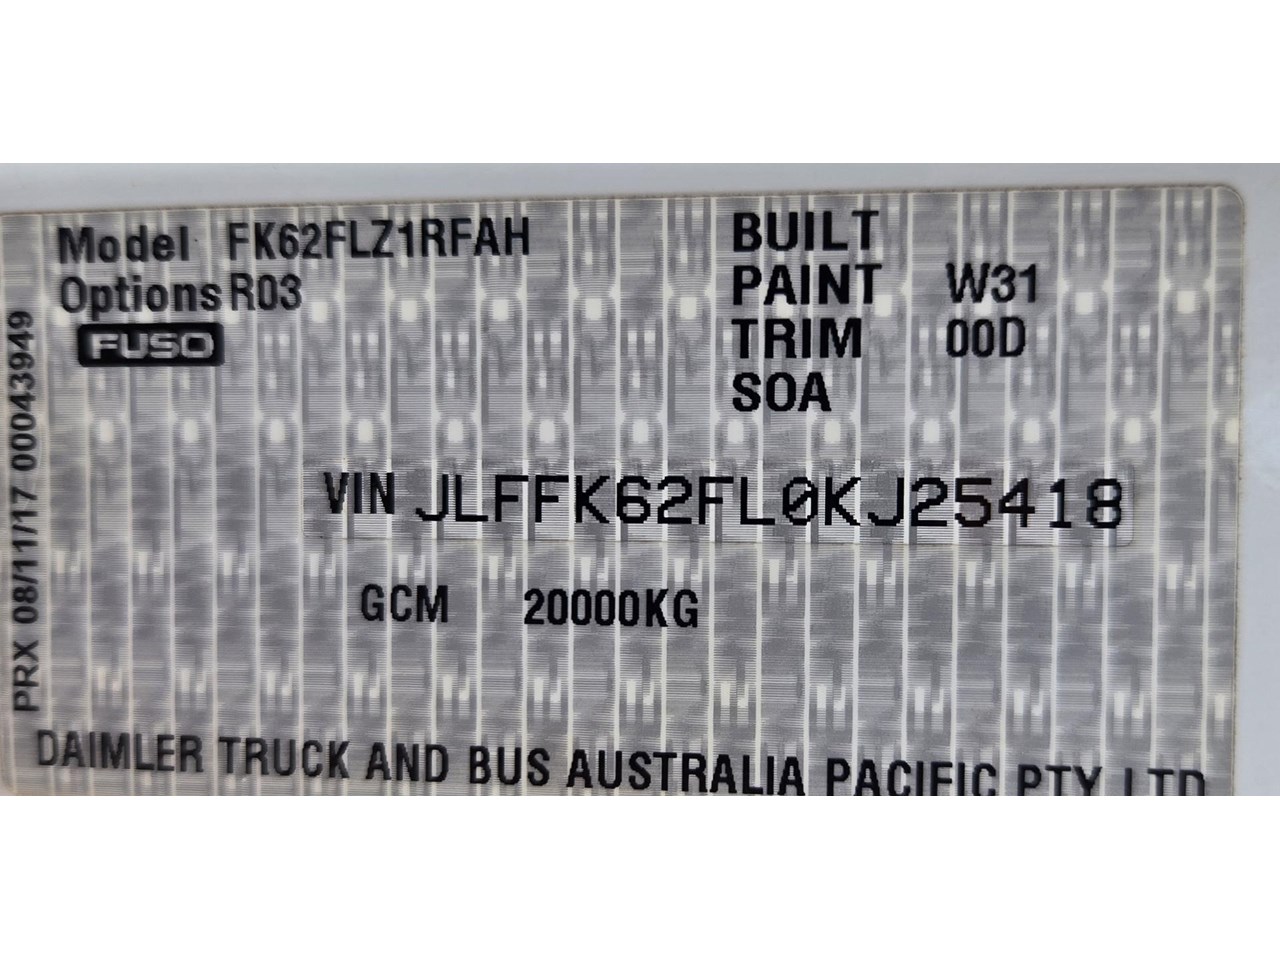 Model FK62FLZ1RFAH
Options R03
FUSO
BUILT
PAINT W31
TRIM 00D
SOA
VIN JLFFK62FL0KJ25418
GCM 20000KG
DAIMLER TRUCK AND BUS AUSTRALIA PACIFIC PTY LTD
PRX 08/11/17 00043949